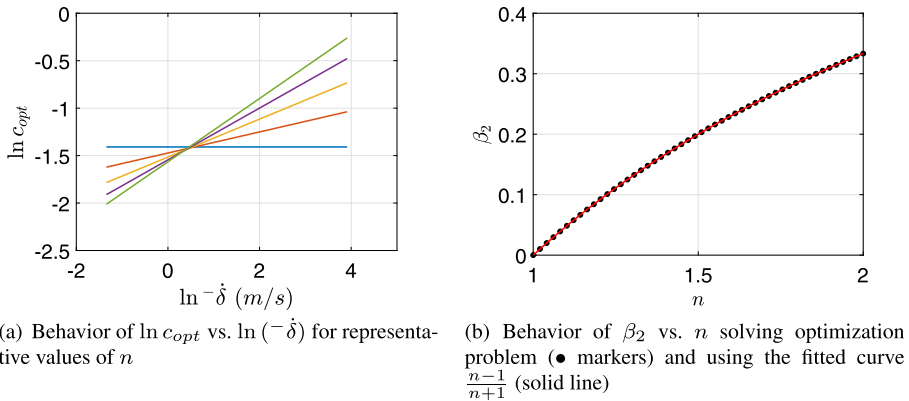 0
-0.5
-1
-1.5
-2
-2.5
-2 0 2 4
ln c_opt
ln ⁻δ̇ (m/s)
(a) Behavior of ln c_opt vs. ln (⁻δ̇) for representa-
tive values of n
0.4
0.3
0.2
0.1
0
1 1.5 2
β₂
n
(b) Behavior of β₂ vs. n solving optimization
problem (• markers) and using the fitted curve
n−1/n+1 (solid line)